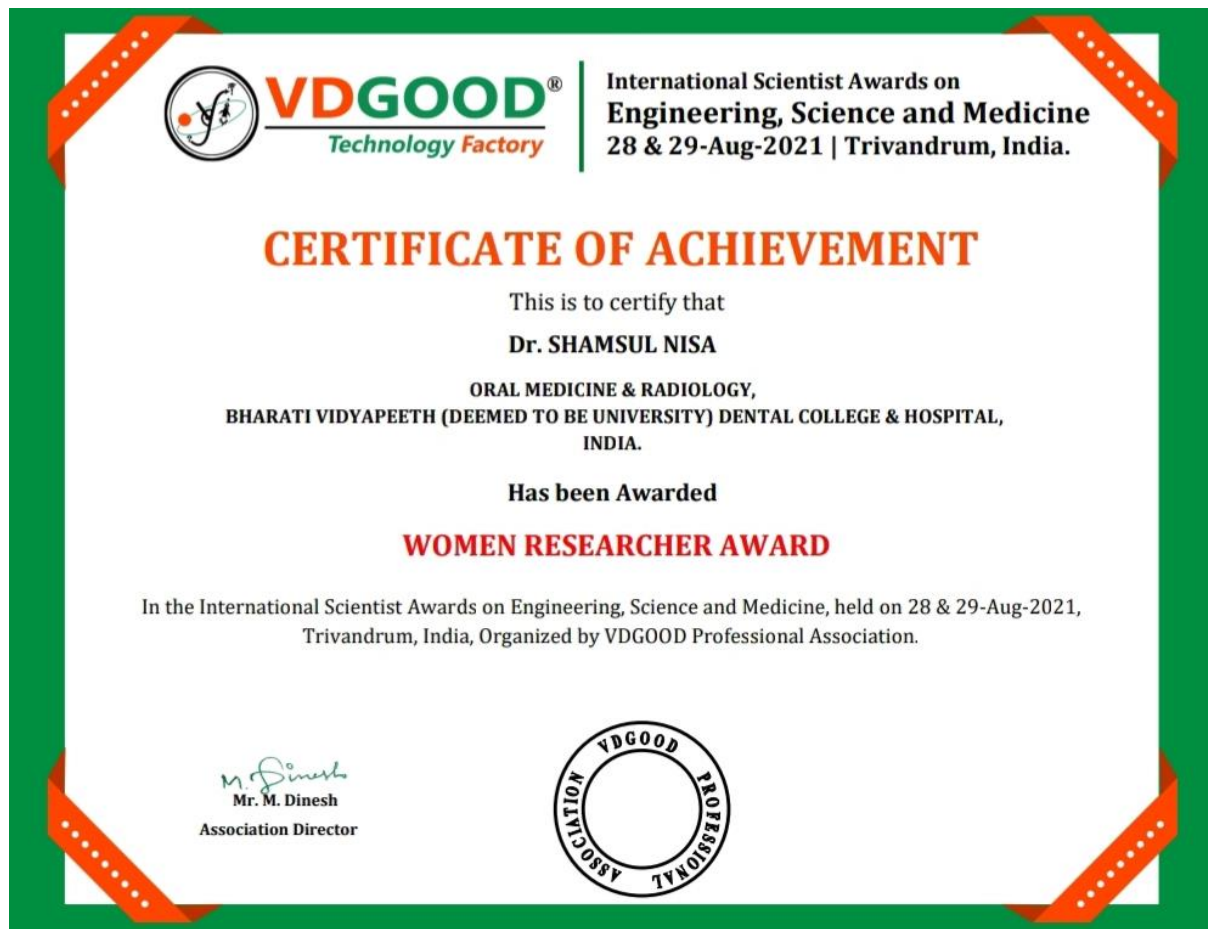 VDGOOD®
Technology Factory
International Scientist Awards on
Engineering, Science and Medicine
28 & 29-Aug-2021 | Trivandrum, India.
CERTIFICATE OF ACHIEVEMENT
This is to certify that
Dr. SHAMSUL NISA
ORAL MEDICINE & RADIOLOGY,
BHARATI VIDYAPEETH (DEEMED TO BE UNIVERSITY) DENTAL COLLEGE & HOSPITAL,
INDIA.
Has been Awarded
WOMEN RESEARCHER AWARD
In the International Scientist Awards on Engineering, Science and Medicine, held on 28 & 29-Aug-2021,
Trivandrum, India, Organized by VDGOOD Professional Association.
M. Dinesh
Mr. M. Dinesh
Association Director
VDGOOD PROFESSIONAL ASSOCIATION